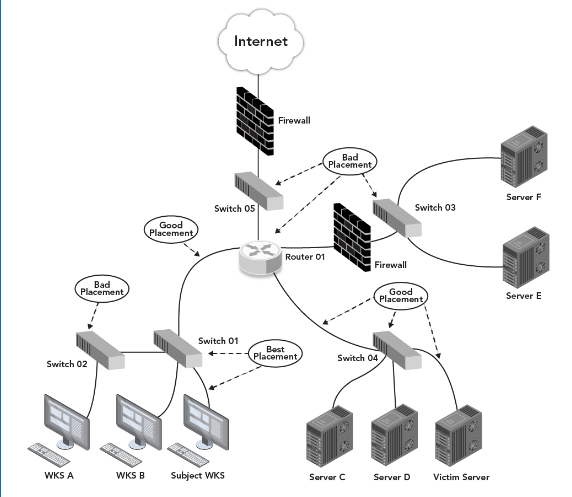 Internet
Firewall
Bad
Placement
Switch 05
Switch 03
Server F
Good
Placement
Router 01
Firewall
Server E
Bad
Placement
Good
Placement
Switch 01
Best
Placement
Switch 02
Switch 04
WKS A
WKS B
Subject WKS
Server C
Server D
Victim Server